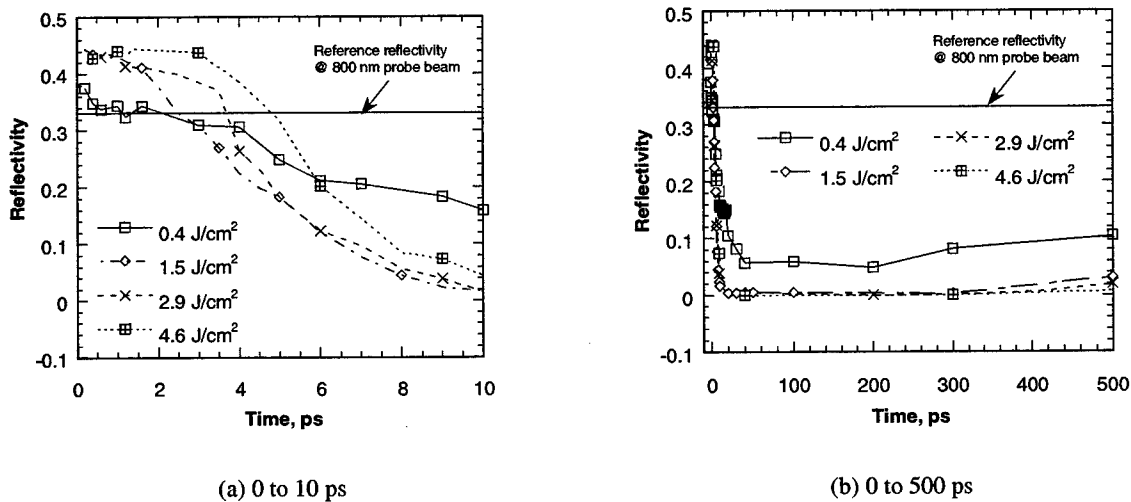 0.5
0.4
0.3
0.2
0.1
0
-0.1
Reflectivity
Reference reflectivity
@ 800 nm probe beam
0.4 J/cm²
1.5 J/cm²
2.9 J/cm²
4.6 J/cm²
0 2 4 6 8 10
Time, ps
(a) 0 to 10 ps
0.5
0.4
0.3
0.2
0.1
0
-0.1
Reflectivity
Reference reflectivity
@ 800 nm probe beam
0.4 J/cm² 2.9 J/cm²
1.5 J/cm² 4.6 J/cm²
0 100 200 300 400 500
Time, ps
(b) 0 to 500 ps